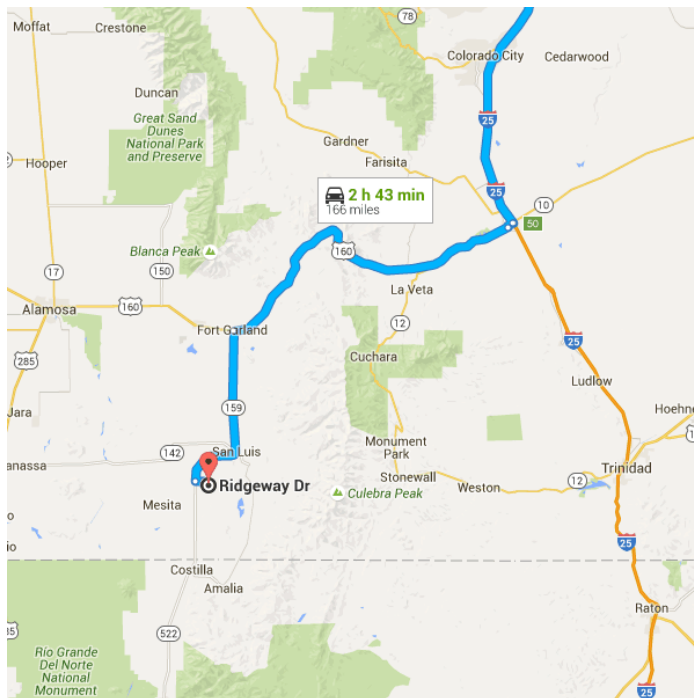 Moffat
Crestone
78
Colorado City
Cedarwood
Duncan
Great Sand
Dunes
National Park
and Preserve
25
Gardner
Hooper
Farisita
2 h 43 min
166 miles
25
10
50
Blanca Peak
160
17
150
La Veta
Alamosa
160
Fort Garland
12
25
285
Cuchara
Ludlow
159
Jara
Hoehne
142
San Luis
Monument
Park
anassa
Trinidad
Stonewall
12
Ridgeway Dr
Weston
Culebra Peak
Mesita
25
io
Costilla
Amalia
Raton
285
522
Rio Grande
Del Norte
National
Monument
25